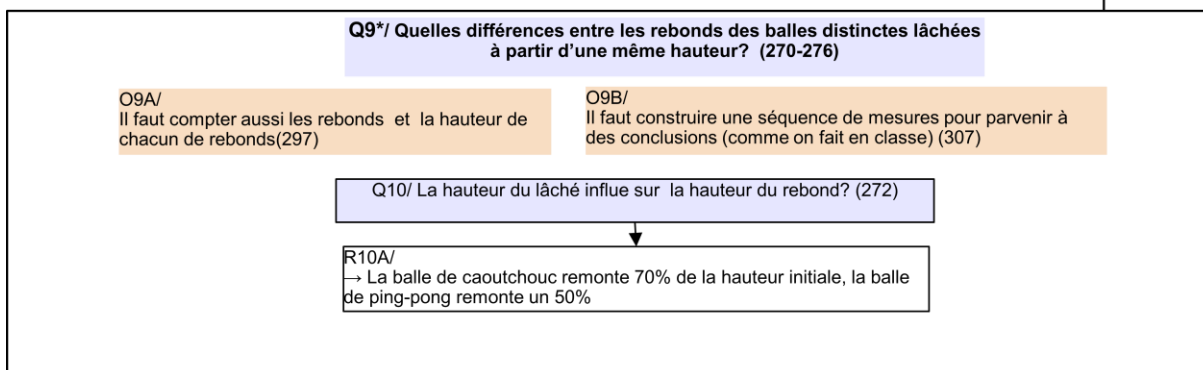 Q9*/ Quelles différences entre les rebonds des balles distinctes lâchées
à partir d'une même hauteur? (270-276)
O9A/
Il faut compter aussi les rebonds et la hauteur de
chacun de rebonds(297)
O9B/
Il faut construire une séquence de mesures pour parvenir à
des conclusions (comme on fait en classe) (307)
Q10/ La hauteur du lâché influe sur la hauteur du rebond? (272)
R10A/
→ La balle de caoutchouc remonte 70% de la hauteur initiale, la balle
de ping-pong remonte un 50%